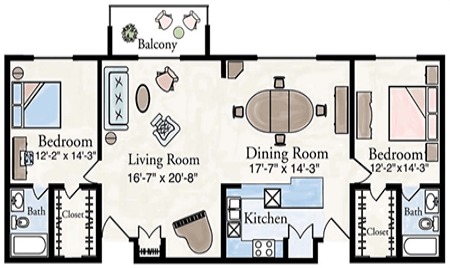 Balcony
Bedroom
12'-2" x 14'-3"
Living Room
16'-7" x 20'-8"
Dining Room
17'-7" x 14'-3"
Bedroom
12'-2" x 14'-3"
Bath
Closet
Kitchen
Closet
Bath